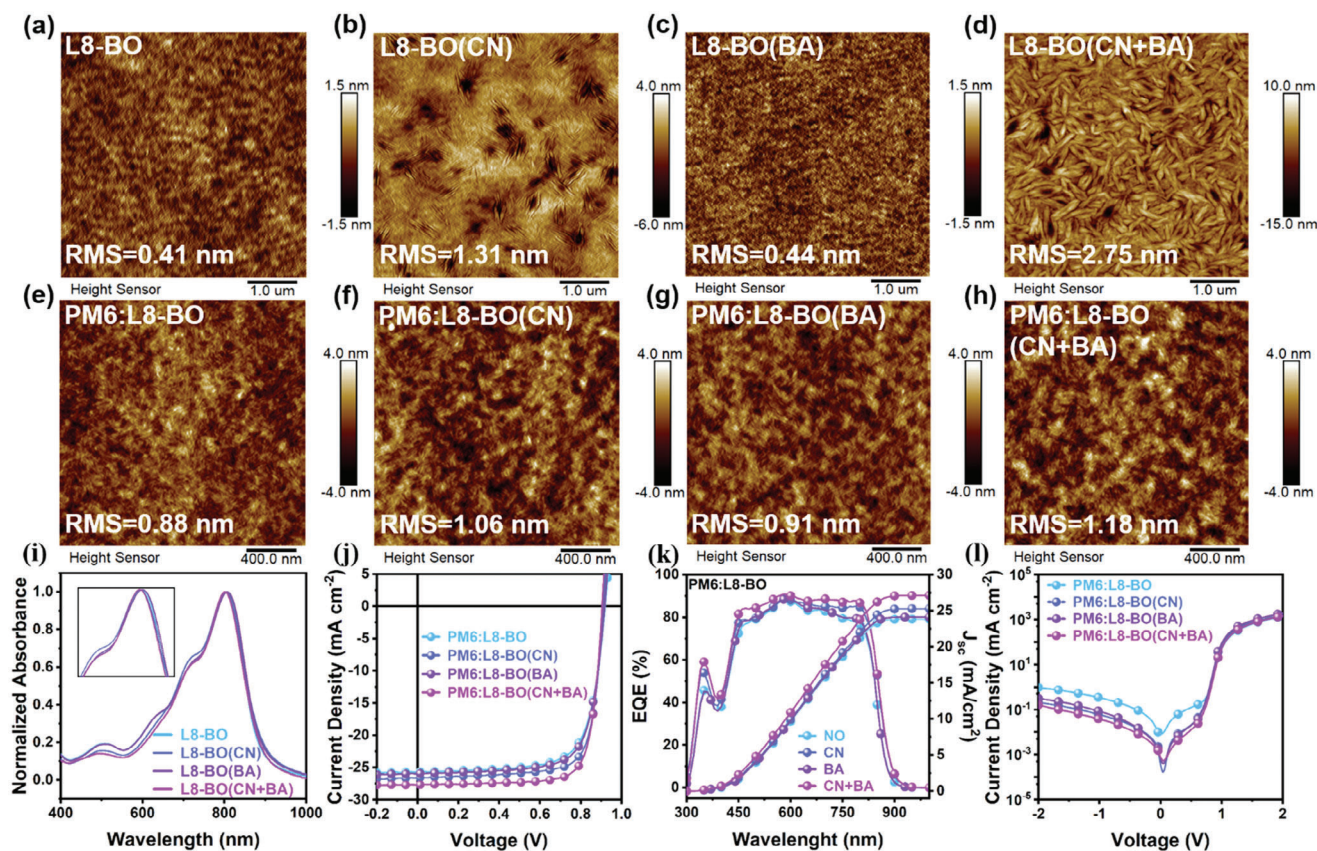 (a)
L8-BO
1.5 nm
-1.5 nm
RMS=0.41 nm
Height Sensor
1.0 um
(b)
L8-BO(CN)
4.0 nm
-6.0 nm
RMS=1.31 nm
1.0 um
(c)
L8-BO(BA)
1.5 nm
-1.5 nm
RMS=0.44 nm
Height Sensor
1.0 um
(d)
L8-BO(CN+BA)
10.0 nm
-15.0 nm
RMS=2.75 nm
Height Sensor
1.0 um
(e)
PM6:L8-BO
4.0 nm
-4.0 nm
RMS=0.88 nm
Height Sensor
400.0 nm
(f)
PM6:L8-BO(CN)
4.0 nm
-4.0 nm
RMS=1.06 nm
Height Sensor
400.0 nm
(g)
PM6:L8-BO(BA)
4.0 nm
-4.0 nm
RMS=0.91 nm
Height Sensor
400.0 nm
(h)
PM6:L8-BO
(CN+BA)
4.0 nm
-4.0 nm
RMS=1.18 nm
Height Sensor
400.0 nm
(i)
Normalized Absorbance
1.0
0.8
0.6
0.4
0.2
0.0
L8-BO
L8-BO(CN)
L8-BO(BA)
L8-BO(CN+BA)
400 600 800 1000
Wavelength (nm)
(j)
Current Density (mA cm-2)
5
0
-5
-10
-15
-20
-25
-30
PM6:L8-BO
PM6:L8-BO(CN)
PM6:L8-BO(BA)
PM6:L8-BO(CN+BA)
-0.2 0.0 0.2 0.4 0.6 0.8 1.0
Voltage (V)
(k)
EQE (%)
100
80
60
40
20
0
PM6:L8-BO
NO
CN
BA
CN+BA
30
25
20
15
10
5
0
Jsc (mA/cm2)
300 450 600 750 900
Wavelenght (nm)
(l)
Current Density (mA cm-2)
10^5
10^3
10^1
10^-1
10^-3
10^-5
PM6:L8-BO
PM6:L8-BO(CN)
PM6:L8-BO(BA)
PM6:L8-BO(CN+BA)
-2 -1 0 1 2
Voltage (V)